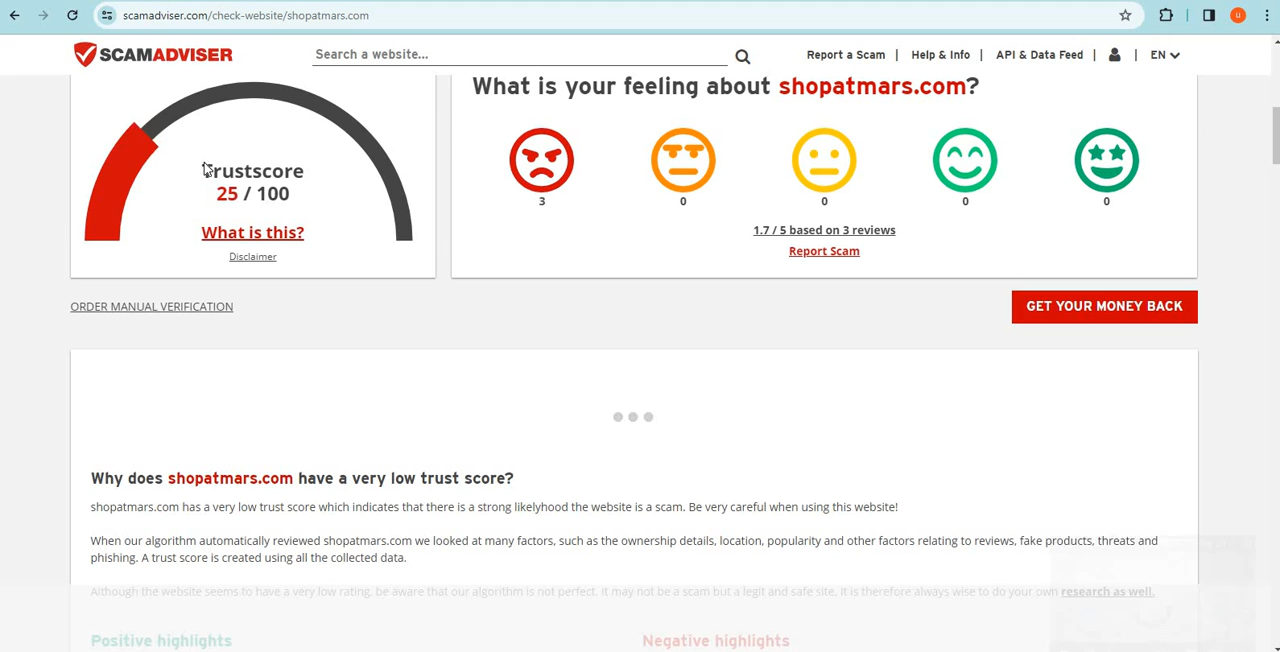 scamadviser.com/check-website/shopatmars.com
u
SCAMADVISER
Search a website...
Report a Scam | Help & Info | API & Data Feed | | EN
What is your feeling about shopatmars.com?
Trustscore
25 / 100
What is this?
Disclaimer
3 0 0 0 0
1.7 / 5 based on 3 reviews
Report Scam
ORDER MANUAL VERIFICATION
GET YOUR MONEY BACK
Why does shopatmars.com have a very low trust score?
shopatmars.com has a very low trust score which indicates that there is a strong likelyhood the website is a scam. Be very careful when using this website!
When our algorithm automatically reviewed shopatmars.com we looked at many factors, such as the ownership details, location, popularity and other factors relating to reviews, fake products, threats and
phishing. A trust score is created using all the collected data.
Although the website seems to have a very low rating, be aware that our algorithm is not perfect. It may not be a scam but a legit and safe site. It is therefore always wise to do your own research as well.
Positive highlights
Negative highlights